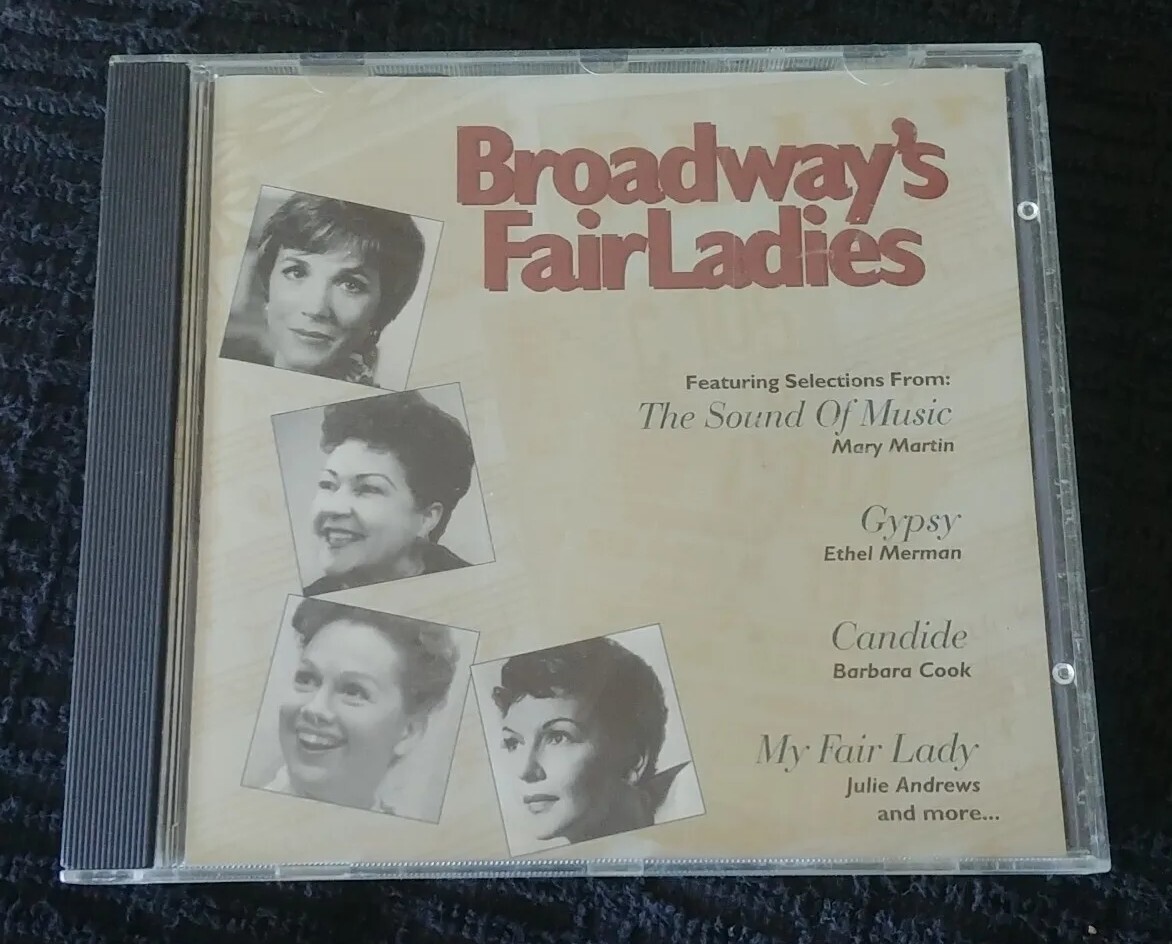 Broadway's
Fair Ladies
Featuring Selections From:
The Sound Of Music
Mary Martin
Gypsy
Ethel Merman
Candide
Barbara Cook
My Fair Lady
Julie Andrews
and more...